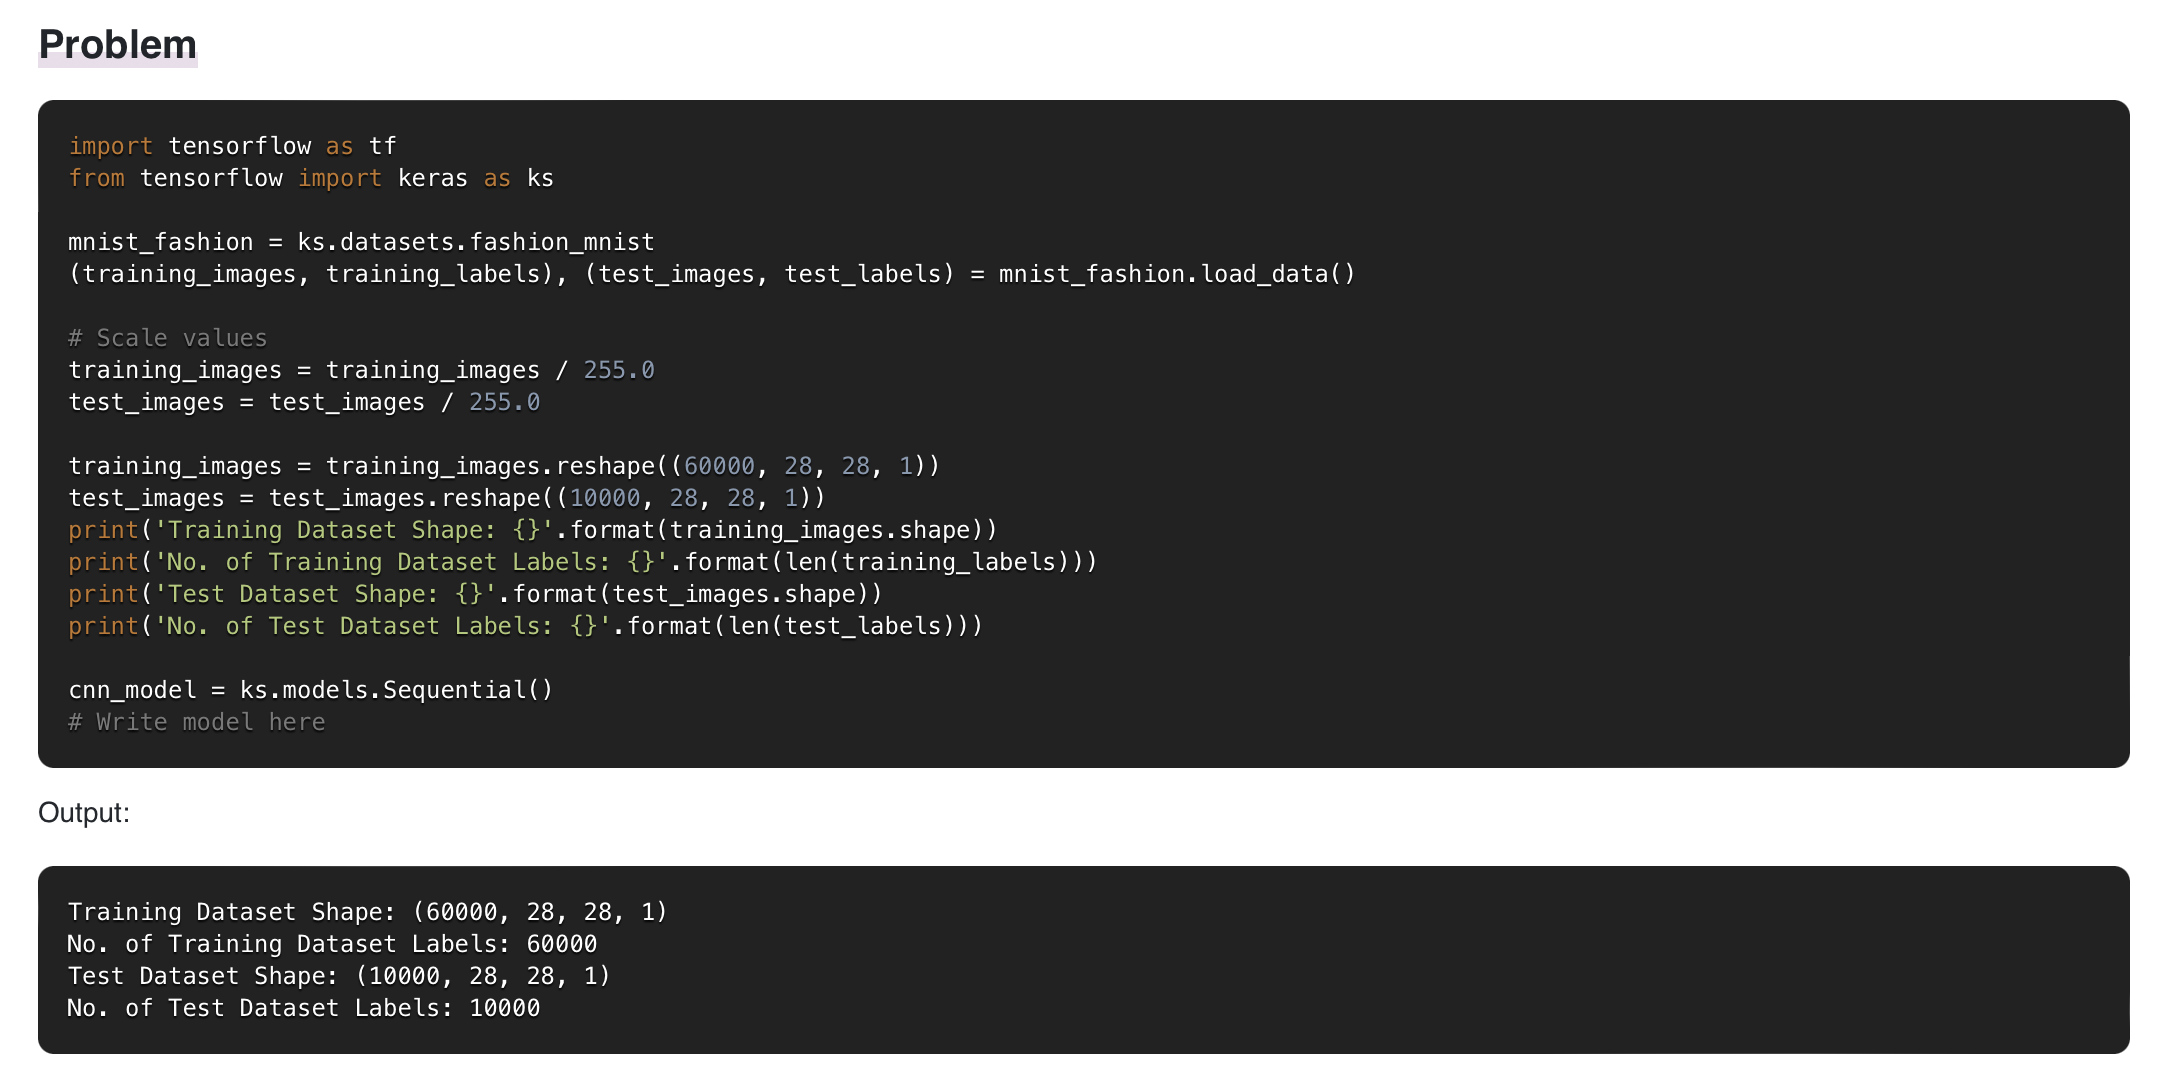 Problem
import tensorflow as tf
from tensorflow import keras as ks
mnist_fashion = ks.datasets.fashion_mnist
(training_images, training_labels), (test_images, test_labels) = mnist_fashion.load_data()
# Scale values
training_images = training_images / 255.0
test_images = test_images / 255.0
training_images = training_images.reshape((60000, 28, 28, 1))
test_images = test_images.reshape((10000, 28, 28, 1))
print('Training Dataset Shape: {}'.format(training_images.shape))
print('No. of Training Dataset Labels: {}'.format(len(training_labels)))
print('Test Dataset Shape: {}'.format(test_images.shape))
print('No. of Test Dataset Labels: {}'.format(len(test_labels)))
cnn_model = ks.models.Sequential()
# Write model here
Output:
Training Dataset Shape: (60000, 28, 28, 1)
No. of Training Dataset Labels: 60000
Test Dataset Shape: (10000, 28, 28, 1)
No. of Test Dataset Labels: 10000